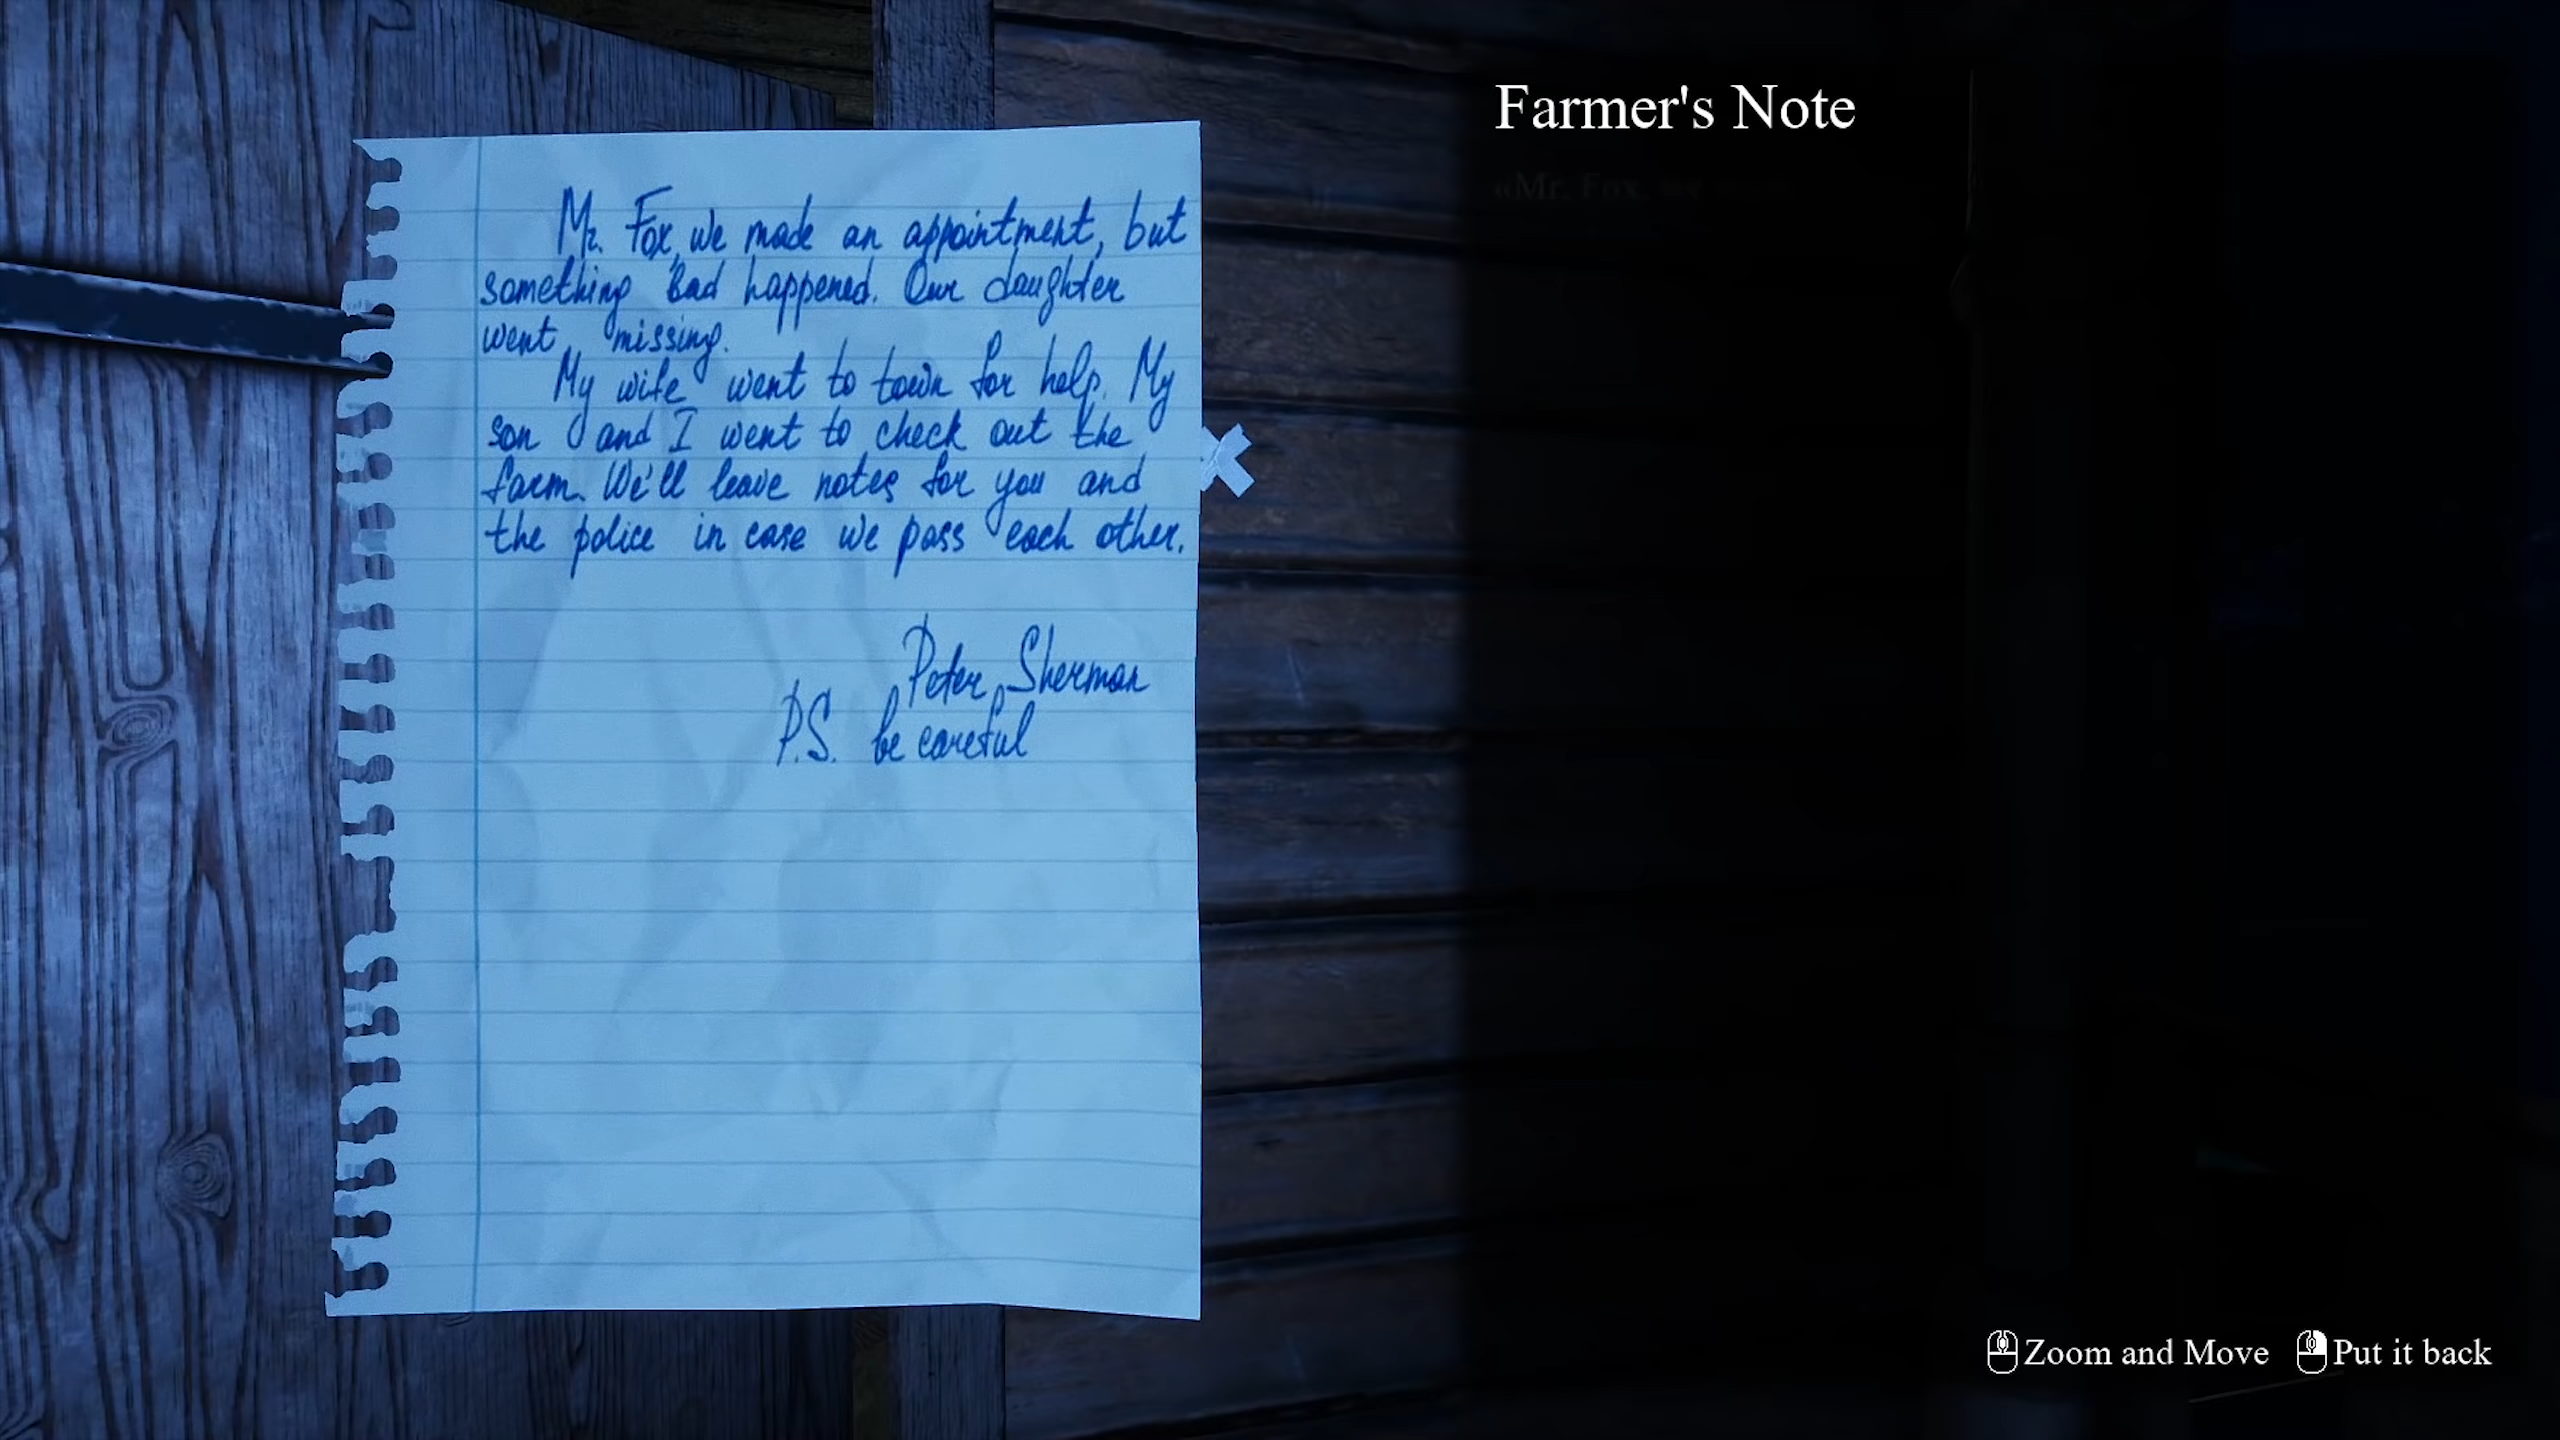 Mr. Fox, we made an appointment, but
something bad happened. Our daughter
went missing.
My wife went to town for help. My
son and I went to check out the
farm. We'll leave notes for you and
the police in case we pass each other.
Peter Sherman
P.S. be careful
Farmer's Note
«Mr. Fox, we
Zoom and Move
Put it back